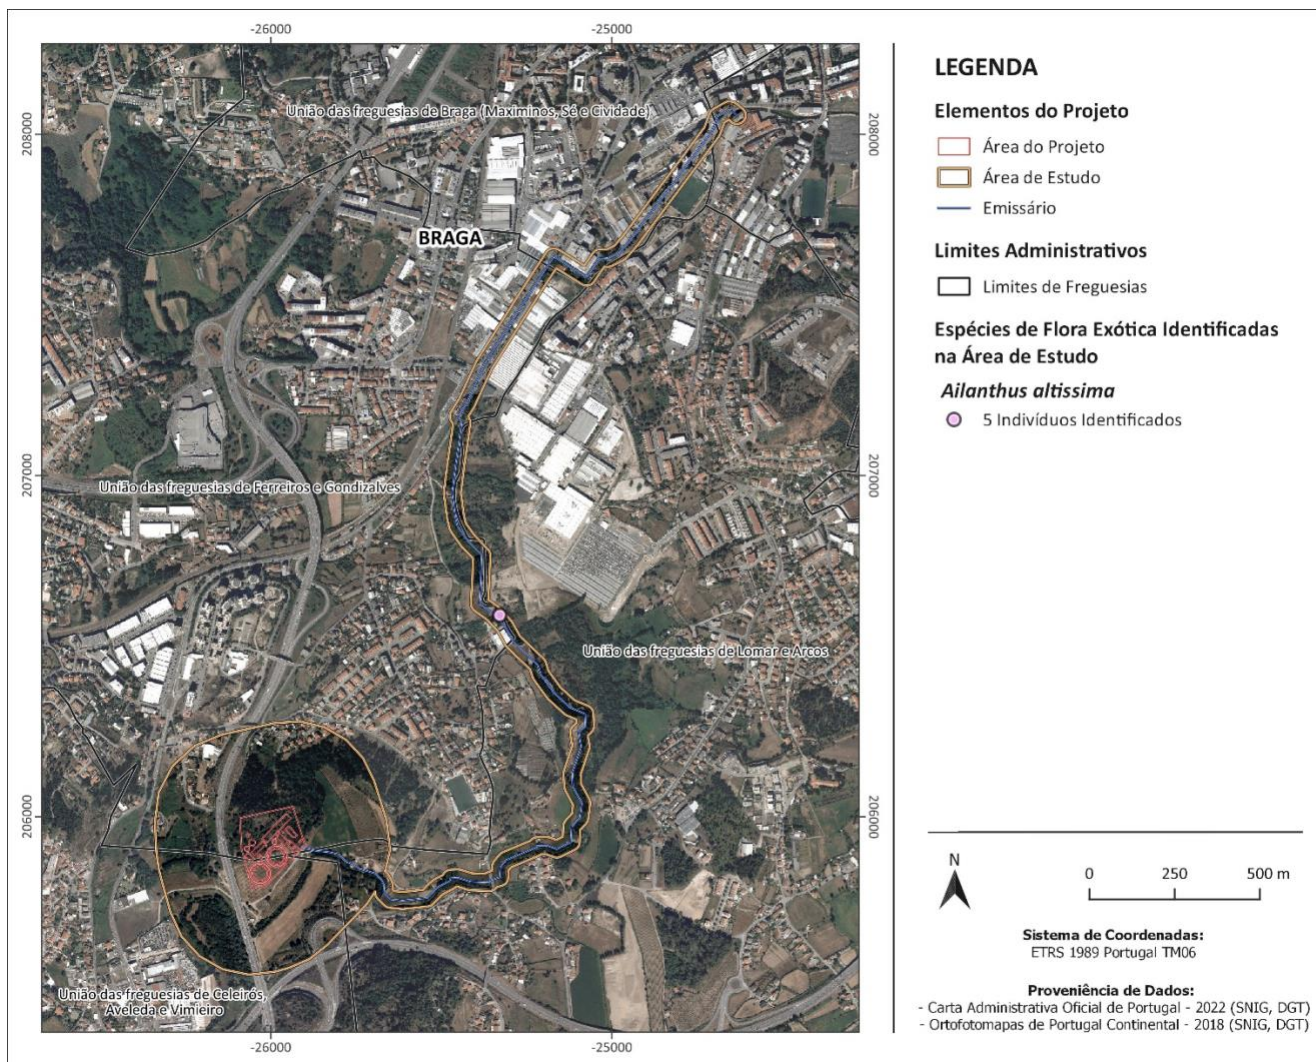 -26000
-25000
208000
208000
União das freguesias de Braga (Maximinos, Sé e Cividade)
BRAGA
207000
207000
União das freguesias de Ferreiros e Gondizalves
União das freguesias de Lomar e Arcos
206000
206000
União das freguesias de Celeirós,
Aveleda e Vimieiro
-26000
-25000
LEGENDA
Elementos do Projeto
Área do Projeto
Área de Estudo
Emissário
Limites Administrativos
Limites de Freguesias
Espécies de Flora Exótica Identificadas
na Área de Estudo
Ailanthus altissima
5 Indivíduos Identificados
N
0 250 500 m
Sistema de Coordenadas:
ETRS 1989 Portugal TM06
Proveniência de Dados:
- Carta Administrativa Oficial de Portugal - 2022 (SNIG, DGT)
- Ortofotomapas de Portugal Continental - 2018 (SNIG, DGT)